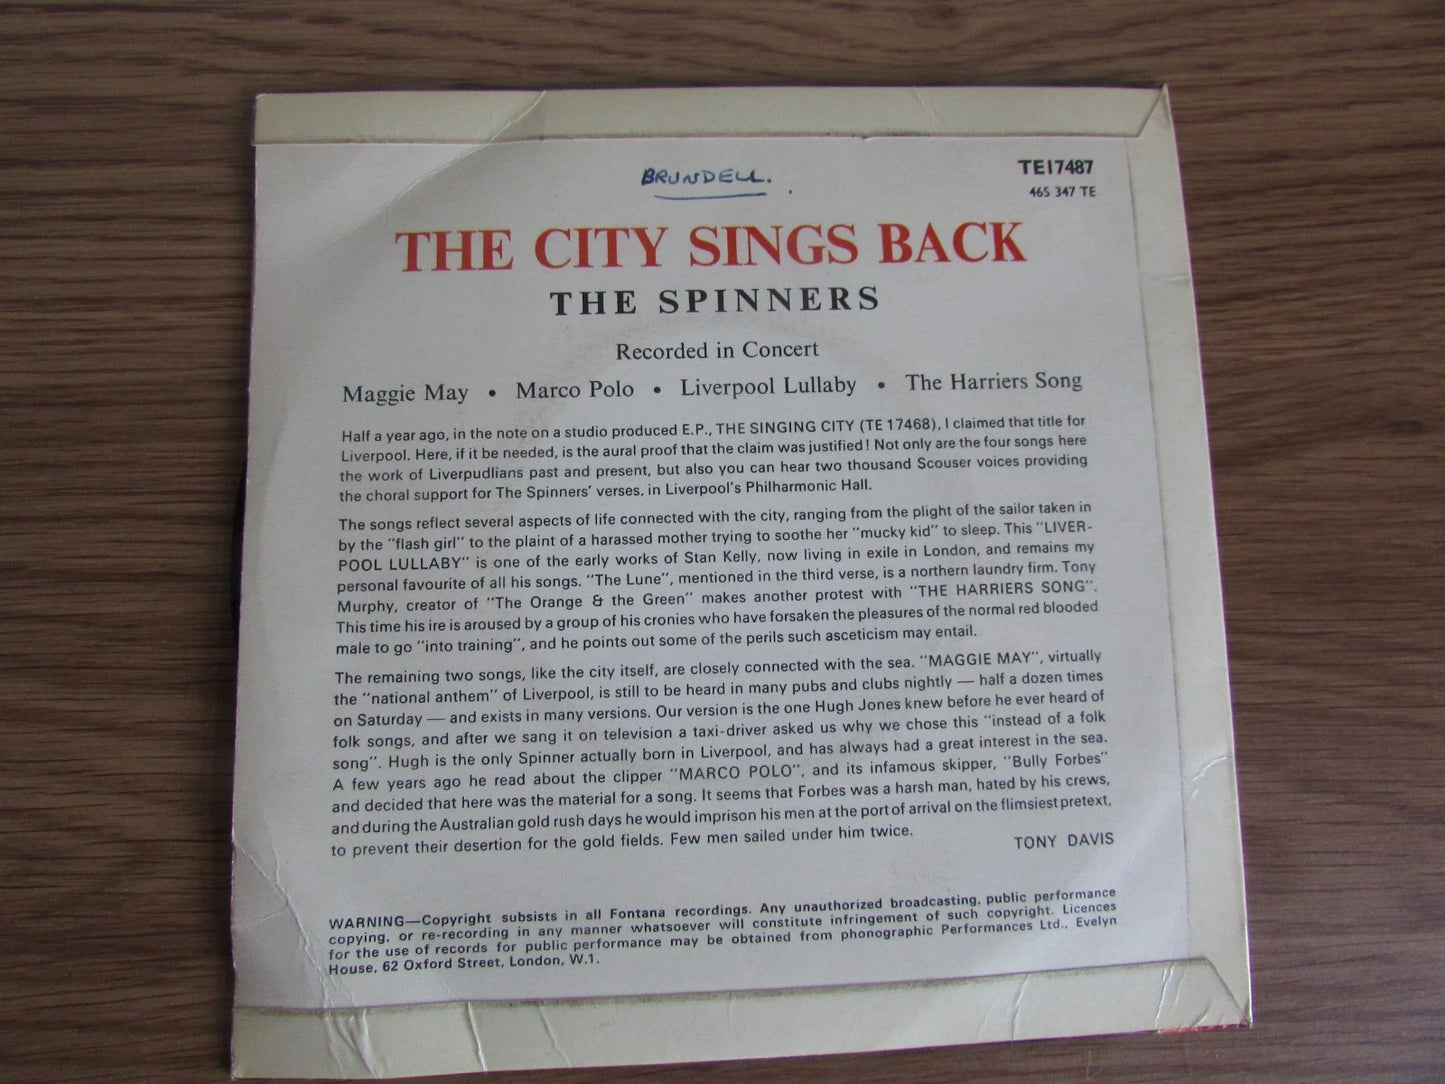 BRUNDELL.
TE17487
465 347 TE
THE CITY SINGS BACK
THE SPINNERS
Recorded in Concert
Maggie May • Marco Polo • Liverpool Lullaby • The Harriers Song
Half a year ago, in the note on a studio produced E.P., THE SINGING CITY (TE 17468), I claimed that title for
Liverpool. Here, if it be needed, is the aural proof that the claim was justified! Not only are the four songs here
the work of Liverpudlians past and present, but also you can hear two thousand Scouser voices providing
the choral support for The Spinners' verses, in Liverpool's Philharmonic Hall.
The songs reflect several aspects of life connected with the city, ranging from the plight of the sailor taken in
by the "flash girl" to the plaint of a harassed mother trying to soothe her "mucky kid" to sleep. This "LIVER-
POOL LULLABY" is one of the early works of Stan Kelly, now living in exile in London, and remains my
personal favourite of all his songs. "The Lune", mentioned in the third verse, is a northern laundry firm. Tony
Murphy, creator of "The Orange & the Green" makes another protest with "THE HARRIERS SONG".
This time his ire is aroused by a group of his cronies who have forsaken the pleasures of the normal red blooded
male to go "into training", and he points out some of the perils such asceticism may entail.
The remaining two songs, like the city itself, are closely connected with the sea. "MAGGIE MAY", virtually
the "national anthem" of Liverpool, is still to be heard in many pubs and clubs nightly — half a dozen times
on Saturday — and exists in many versions. Our version is the one Hugh Jones knew before he ever heard of
folk songs, and after we sang it on television a taxi-driver asked us why we chose this "instead of a folk
song". Hugh is the only Spinner actually born in Liverpool, and has always had a great interest in the sea.
A few years ago he read about the clipper "MARCO POLO", and its infamous skipper, "Bully Forbes"
and decided that here was the material for a song. It seems that Forbes was a harsh man, hated by his crews,
and during the Australian gold rush days he would imprison his men at the port of arrival on the flimsiest pretext,
to prevent their desertion for the gold fields. Few men sailed under him twice.
TONY DAVIS
WARNING—Copyright subsists in all Fontana recordings. Any unauthorized broadcasting, public performance
copying, or re-recording in any manner whatsoever will constitute infringement of such copyright. Licences
for the use of records for public performance may be obtained from phonographic Performances Ltd., Evelyn
House, 62 Oxford Street, London, W.1.